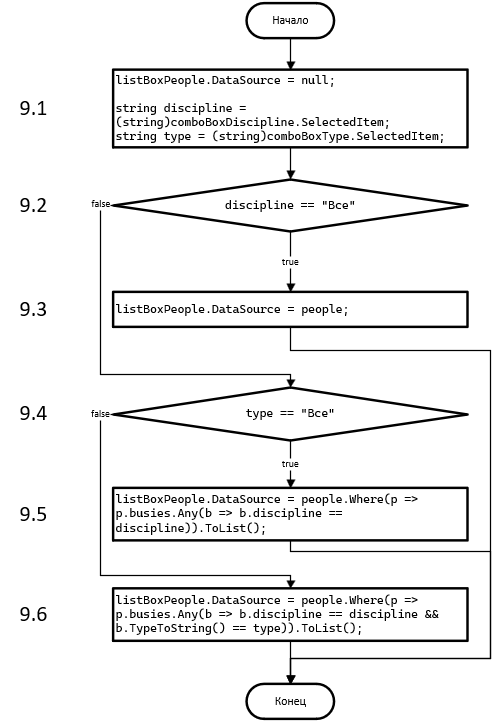 Начало
9.1
listBoxPeople.DataSource = null;
string discipline =
(string)comboBoxDiscipline.SelectedItem;
string type = (string)comboBoxType.SelectedItem;
9.2
false
discipline == "Все"
true
9.3
listBoxPeople.DataSource = people;
9.4
false
type == "Все"
true
9.5
listBoxPeople.DataSource = people.Where(p =>
p.busies.Any(b => b.discipline ==
discipline)).ToList();
9.6
listBoxPeople.DataSource = people.Where(p =>
p.busies.Any(b => b.discipline == discipline &&
b.TypeToString() == type)).ToList();
Конец